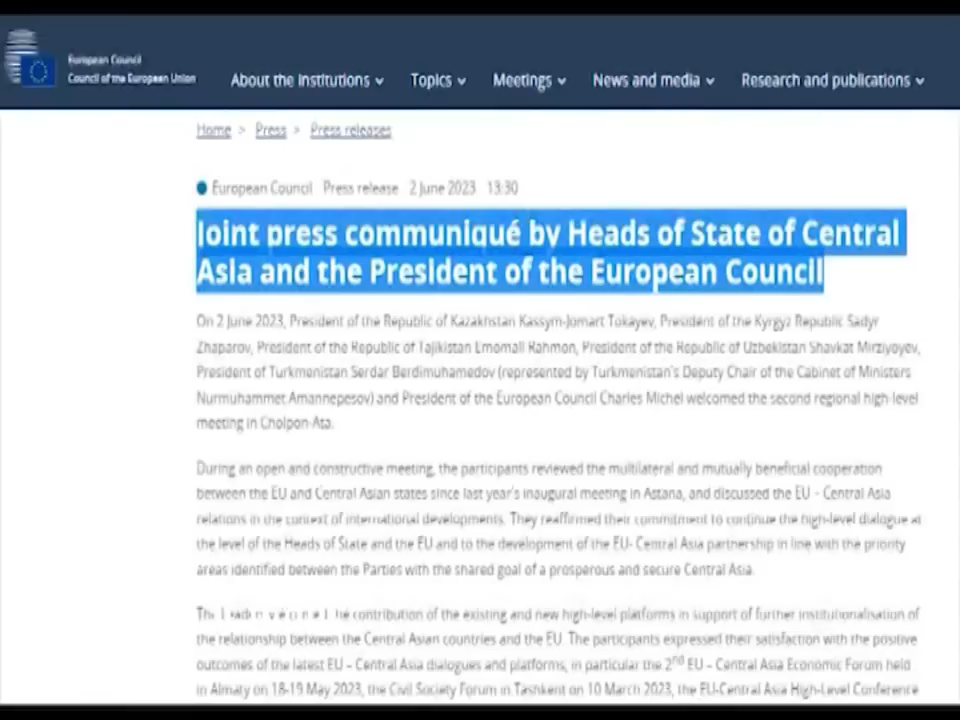 European Council
Council of the European Union
About the Institutions
Topics
Meetings
News and media
Research and publications
Home > Press > Press releases
European Council Press release 2 June 2023 13:30
Joint press communiqué by Heads of State of Central
Asia and the President of the European Council
On 2 June 2023, President of the Republic of Kazakhstan Kassym-Jomart Tokayev, President of the Kyrgyz Republic Sadyr
Zhaparov, President of the Republic of Tajikistan Emomali Rahmon, President of the Republic of Uzbekistan Shavkat Mirziyoyev,
President of Turkmenistan Serdar Berdimuhamedov (represented by Turkmenistan's Deputy Chair of the Cabinet of Ministers
Nurmuhammet Amannepesov) and President of the European Council Charles Michel welcomed the second regional high-level
meeting in Cholpon-Ata.
During an open and constructive meeting, the participants reviewed the multilateral and mutually beneficial cooperation
between the EU and Central Asian states since last year's inaugural meeting in Astana, and discussed the EU – Central Asia
relations in the context of international developments. They reaffirmed their commitment to continue the high-level dialogue at
the level of the Heads of State and the EU and to the development of the EU- Central Asia partnership in line with the priority
areas identified between the Parties with the shared goal of a prosperous and secure Central Asia.
the contribution of the existing and new high-level platforms in support of further institutionalisation of
the relationship between the Central Asian countries and the EU. The participants expressed their satisfaction with the positive
outcomes of the latest EU – Central Asia dialogues and platforms, in particular the 2nd EU – Central Asia Economic Forum held
in Almaty on 18-19 May 2023, the Civil Society Forum in Tashkent on 10 March 2023, the EU-Central Asia High-Level Conference